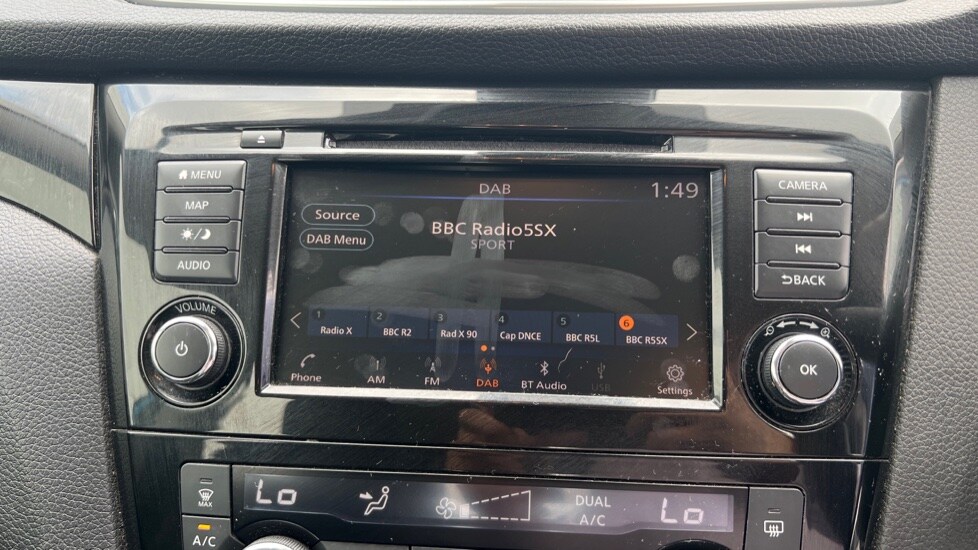 MENU
MAP
AUDIO
VOLUME
DAB
1:49
Source
DAB Menu
BBC Radio5SX
SPORT
1
2
3
4
5
6
Radio X
BBC R2
Rad X 90
Cap DNCE
BBC R5L
BBC R5SX
Phone
AM
FM
DAB
BT Audio
USB
Settings
CAMERA
BACK
OK
MAX
A/C
Lo
DUAL
A/C
Lo